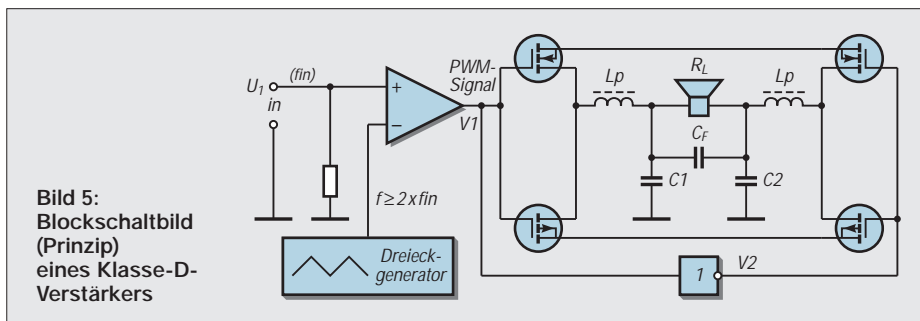 U1
(fin)
in
+
–
PWM-
Signal
V1
Lp
RL
Lp
CF
C1
C2
f ≥ 2 x fin
Dreieck-
generator
1
V2
Bild 5:
Blockschaltbild
(Prinzip)
eines Klasse-D-
Verstärkers